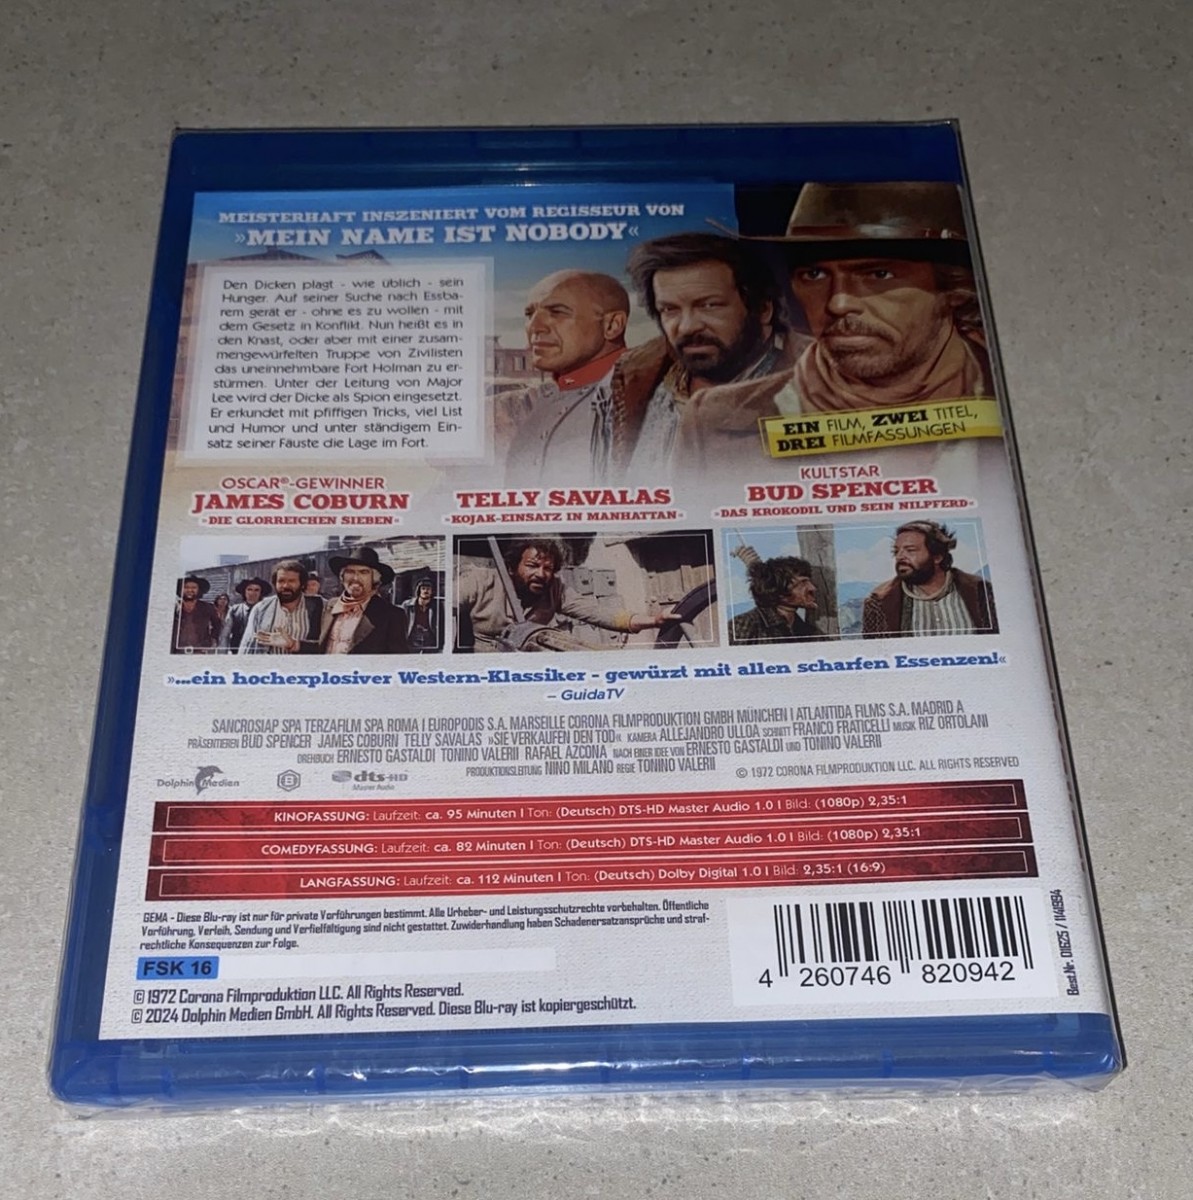 MEISTERHAFT INSZENIERT VOM REGISSEUR VON
»MEIN NAME IST NOBODY«
Den Dicken plagt - wie üblich - sein
Hunger. Auf seiner Suche nach Essba-
rem gerät er - ohne es zu wollen - mit
dem Gesetz in Konflikt. Nun heißt es in
den Knast, oder aber mit einer zusam-
mengewürfelten Truppe von Zivilisten
das uneinnehmbare Fort Holman zu er-
stürmen. Unter der Leitung von Major
Lee wird der Dicke als Spion eingesetzt.
Er erkundet mit pfiffigen Tricks, viel List
und Humor und unter ständigem Ein-
satz seiner Fäuste die Lage im Fort.
EIN FILM, ZWEI TITEL,
DREI FILMFASSUNGEN
OSCAR®-GEWINNER
JAMES COBURN
»DIE GLORREICHEN SIEBEN«
TELLY SAVALAS
»KOJAK-EINSATZ IN MANHATTAN«
KULTSTAR
BUD SPENCER
»DAS KROKODIL UND SEIN NILPFERD«
»...ein hochexplosiver Western-Klassiker - gewürzt mit allen scharfen Essenzen!«
– GuidaTV
SANCROSIAP SPA TERZAFILM SPA ROMA | EUROPODIS S.A. MARSEILLE CORONA FILMPRODUKTION GMBH MÜNCHEN | ATLANTIDA FILMS S.A. MADRID A
PRÄSENTIEREN BUD SPENCER JAMES COBURN TELLY SAVALAS »SIE VERKAUFEN DEN TOD« KAMERA ALLEJANDRO ULLOA SCHNITT FRANCO FRATICELLI MUSIK RIZ ORTOLANI
DREHBUCH ERNESTO GASTALDI TONINO VALERII RAFAEL AZCONA NACH EINER IDEE VON ERNESTO GASTALDI UND TONINO VALERII
PRODUKTIONSLEITUNG NINO MILANO REGIE TONINO VALERII
© 1972 CORONA FILMPRODUKTION LLC. ALL RIGHTS RESERVED
Dolphin Medien
B
dts-HD
Master Audio
KINOFASSUNG: Laufzeit: ca. 95 Minuten | Ton: (Deutsch) DTS-HD Master Audio 1.0 | Bild: (1080p) 2,35:1
COMEDYFASSUNG: Laufzeit: ca. 82 Minuten | Ton: (Deutsch) DTS-HD Master Audio 1.0 | Bild: (1080p) 2,35:1
LANGFASSUNG: Laufzeit: ca. 112 Minuten | Ton: (Deutsch) Dolby Digital 1.0 | Bild: 2,35:1 (16:9)
GEMA - Diese Blu-ray ist nur für private Vorführungen bestimmt. Alle Urheber- und Leistungsschutzrechte vorbehalten. Öffentliche
Vorführung, Verleih, Sendung und Verfielfältigung sind nicht gestattet. Zuwiderhandlung haben Schadenersatzansprüche und straf-
rechtliche Konsequenzen zur Folge.
FSK 16
© 1972 Corona Filmproduktion LLC. All Rights Reserved.
© 2024 Dolphin Medien GmbH. All Rights Reserved. Diese Blu-ray ist kopiergeschützt.
4 260746 820942
Best.Nr. 01625 / 1140994